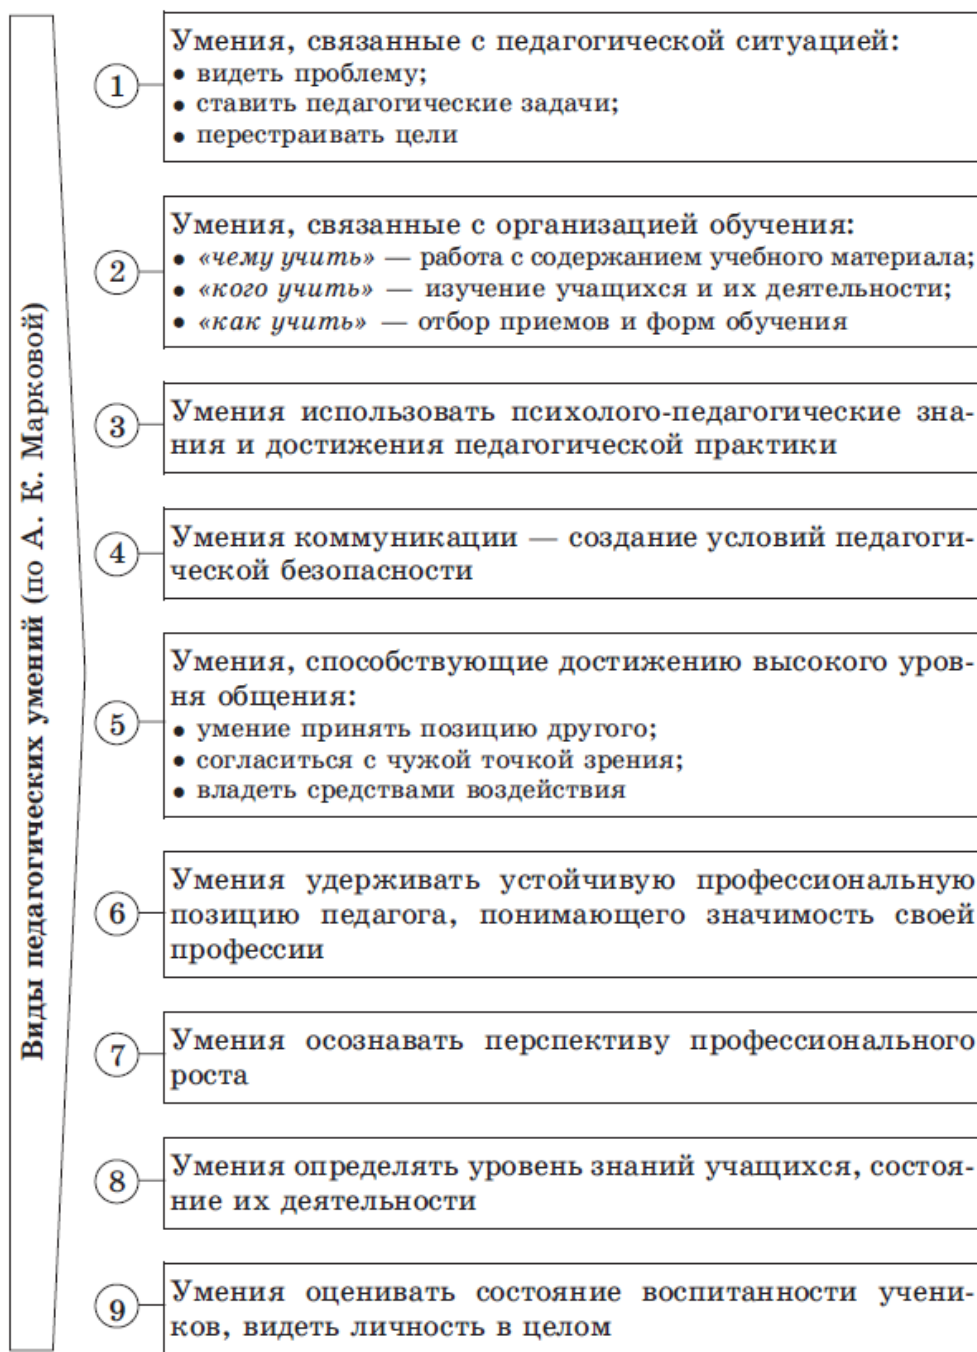 Виды педагогических умений (по А. К. Марковой)
1
Умения, связанные с педагогической ситуацией:
• видеть проблему;
• ставить педагогические задачи;
• перестраивать цели
2
Умения, связанные с организацией обучения:
• «чему учить» — работа с содержанием учебного материала;
• «кого учить» — изучение учащихся и их деятельности;
• «как учить» — отбор приемов и форм обучения
3
Умения использовать психолого-педагогические зна-
ния и достижения педагогической практики
4
Умения коммуникации — создание условий педагоги-
ческой безопасности
5
Умения, способствующие достижению высокого уров-
ня общения:
• умение принять позицию другого;
• согласиться с чужой точкой зрения;
• владеть средствами воздействия
6
Умения удерживать устойчивую профессиональную
позицию педагога, понимающего значимость своей
профессии
7
Умения осознавать перспективу профессионального
роста
8
Умения определять уровень знаний учащихся, состоя-
ние их деятельности
9
Умения оценивать состояние воспитанности учени-
ков, видеть личность в целом